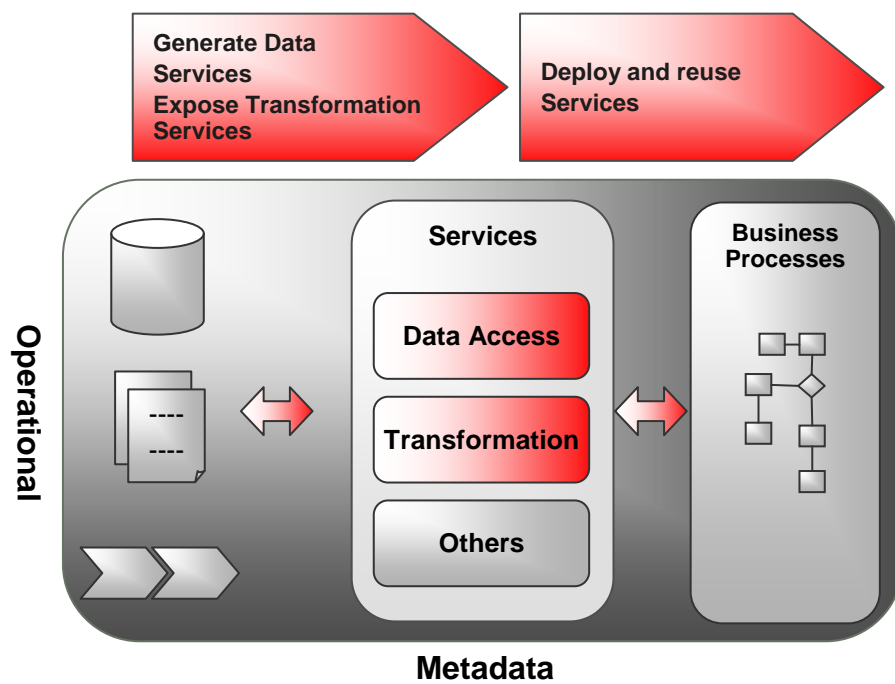 Generate Data
Services
Expose Transformation
Services
Deploy and reuse
Services
Operational
Services
Data Access
Transformation
Others
Business
Processes
----
----
Metadata